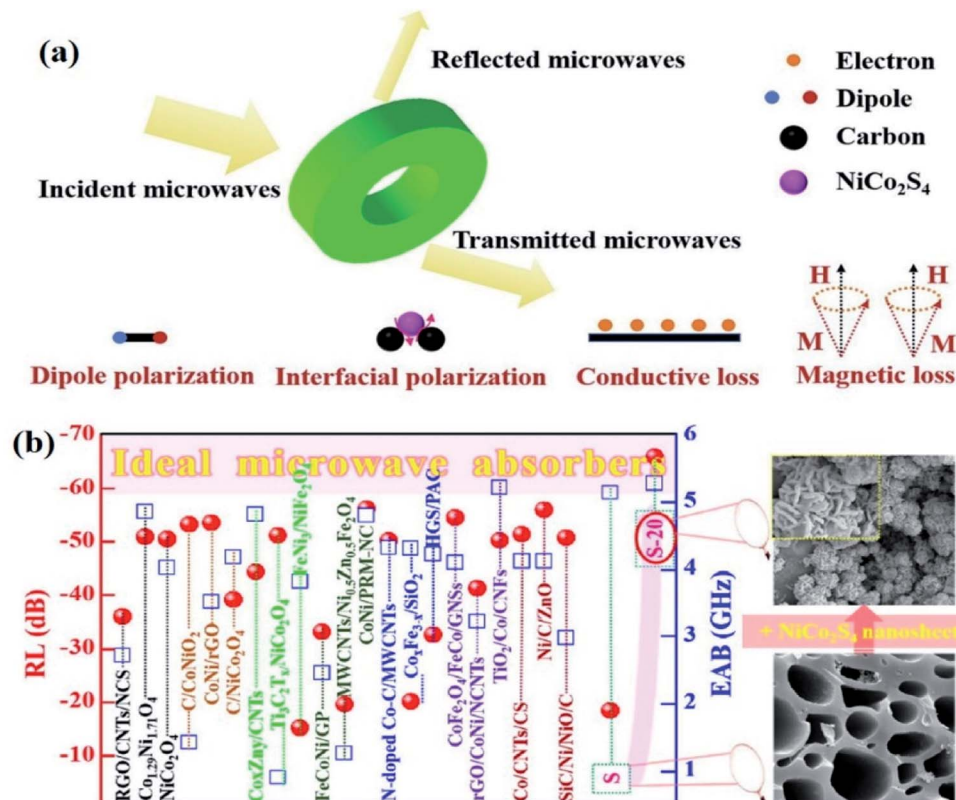 (a)
Reflected microwaves
Incident microwaves
Transmitted microwaves
Electron
Dipole
Carbon
NiCo₂S₄
H H
M M
Dipole polarization
Interfacial polarization
Conductive loss
Magnetic loss
(b)
Ideal microwave absorbers
RL (dB)
-70
-60
-50
-40
-30
-20
-10
RGO/CNTs/NCS
Co₁.₂₉Ni₁.₇₁O₄
NiCo₂O₄
C/CoNiO₂
CoNi/rGO
C/NiCo₂O₄
CoxZny/CNTs
Ti₃C₂Tₓ/NiCo₂O₄
FeNi₃/NiFe₂O₄
FeCoNi/GP
MWCNTs/Ni₀.₅Zn₀.₅Fe₂O₄
CoNi/PRM-NC
N-doped Co-C/MWCNTs
CoₓFe₃₋ₓ/SiO₂
HGS/PAC
CoFe₂O₄/FeCo/GNSs
rGO/CoNi/NCNTs
TiO₂/Co/CNFs
Co/CNTs/CS
Ni/C/ZnO
SiC/Ni/NiO/C
S
S-20
6
5
4
3
2
1
EAB (GHz)
+ NiCo₂S₄ nanosheet